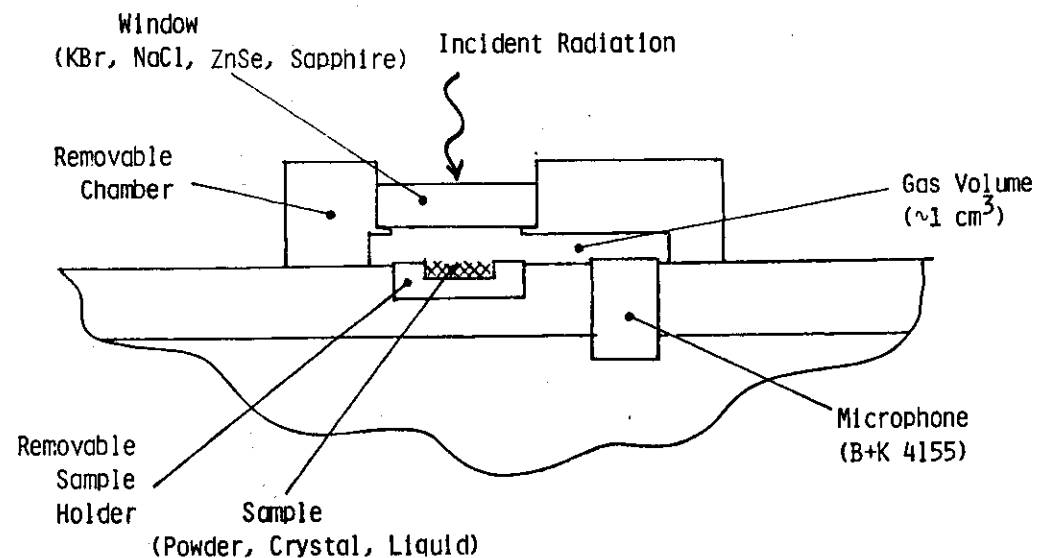 Window
(KBr, NaCl, ZnSe, Sapphire)
Incident Radiation
Removable
Chamber
Gas Volume
(~1 cm³)
Microphone
(B+K 4155)
Removable
Sample
Holder
Sample
(Powder, Crystal, Liquid)